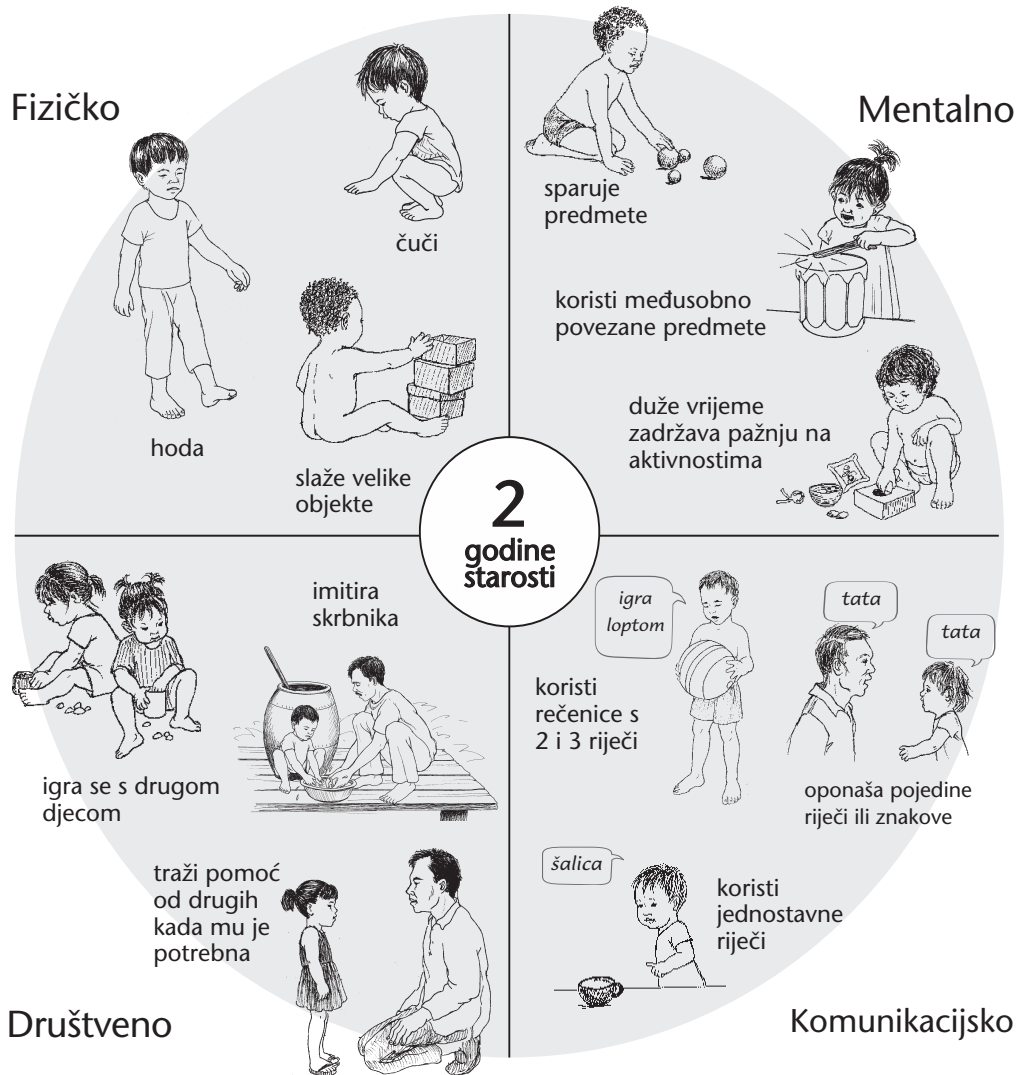 Fizičko
čuči
hoda
slaže velike
objekte
Mentalno
sparuje
predmete
koristi međusobno
povezane predmete
duže vrijeme
zadržava pažnju na
aktivnostima
2
godine
starosti
imitira
skrbnika
igra se s drugom
djecom
traži pomoć
od drugih
kada mu je
potrebna
Društveno
igra
loptom
koristi
rečenice s
2 i 3 riječi
tata
tata
oponaša pojedine
riječi ili znakove
šalica
koristi
jednostavne
riječi
Komunikacijsko